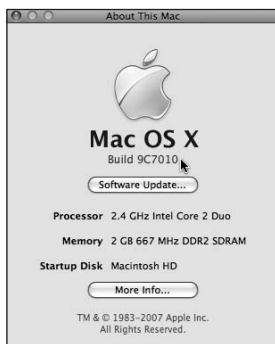 About This Mac
Mac OS X
Build 9C7010
Software Update...
Processor 2.4 GHz Intel Core 2 Duo
Memory 2 GB 667 MHz DDR2 SDRAM
Startup Disk Macintosh HD
More Info...
TM & © 1983-2007 Apple Inc.
All Rights Reserved.